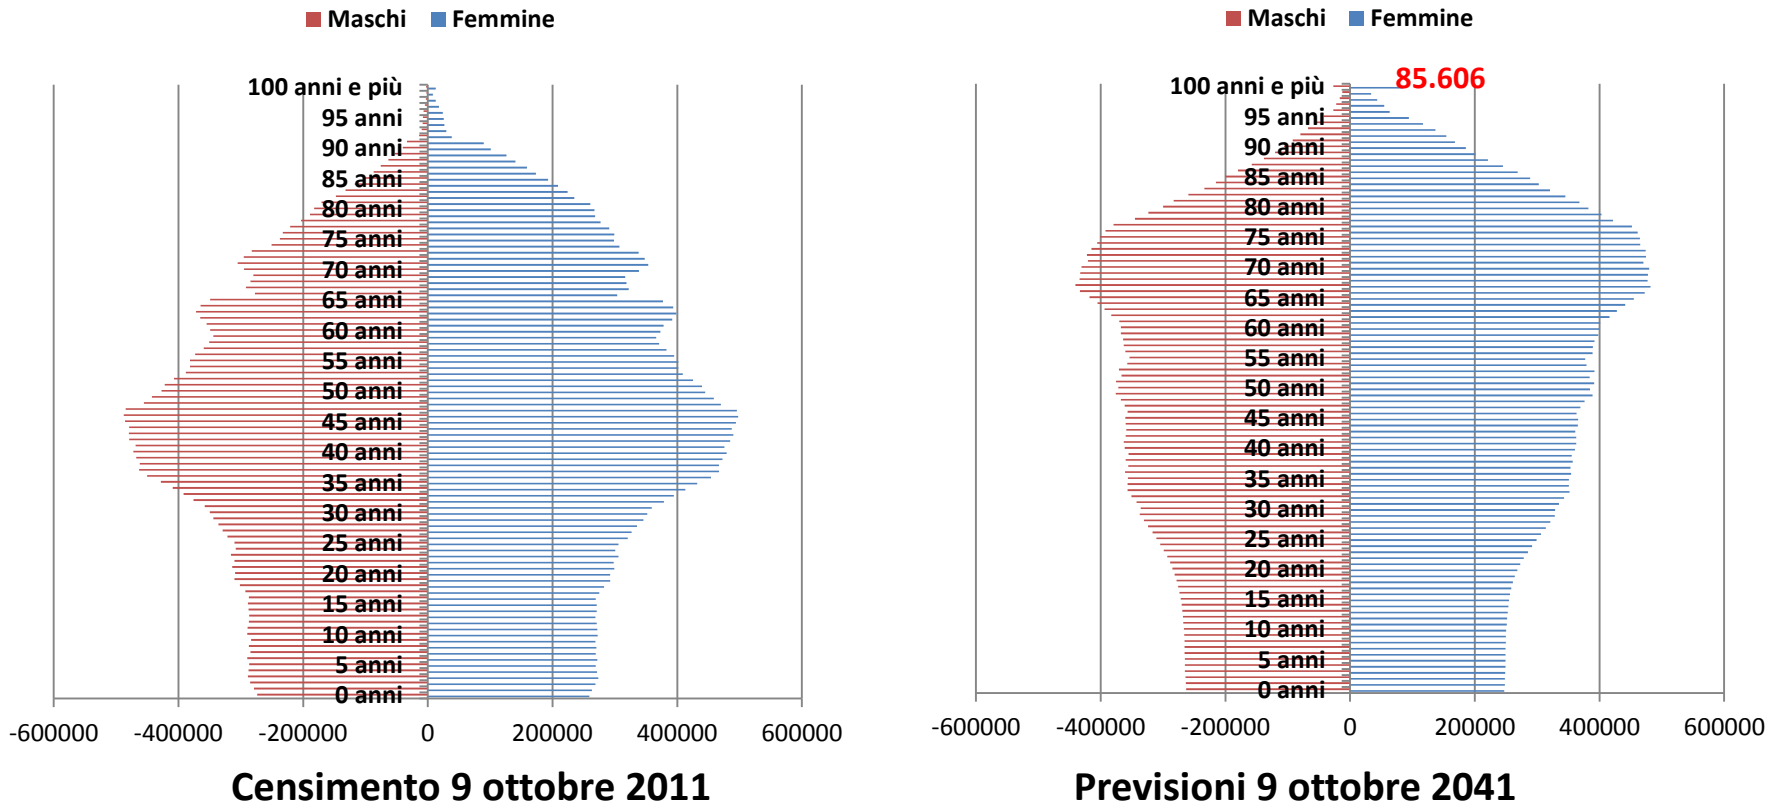 Maschi Femmine
100 anni e più
95 anni
90 anni
85 anni
80 anni
75 anni
70 anni
65 anni
60 anni
55 anni
50 anni
45 anni
40 anni
35 anni
30 anni
25 anni
20 anni
15 anni
10 anni
5 anni
0 anni
-600000 -400000 -200000 0 200000 400000 600000
Censimento 9 ottobre 2011
Maschi Femmine
85.606
100 anni e più
95 anni
90 anni
85 anni
80 anni
75 anni
70 anni
65 anni
60 anni
55 anni
50 anni
45 anni
40 anni
35 anni
30 anni
25 anni
20 anni
15 anni
10 anni
5 anni
0 anni
-600000 -400000 -200000 0 200000 400000 600000
Previsioni 9 ottobre 2041